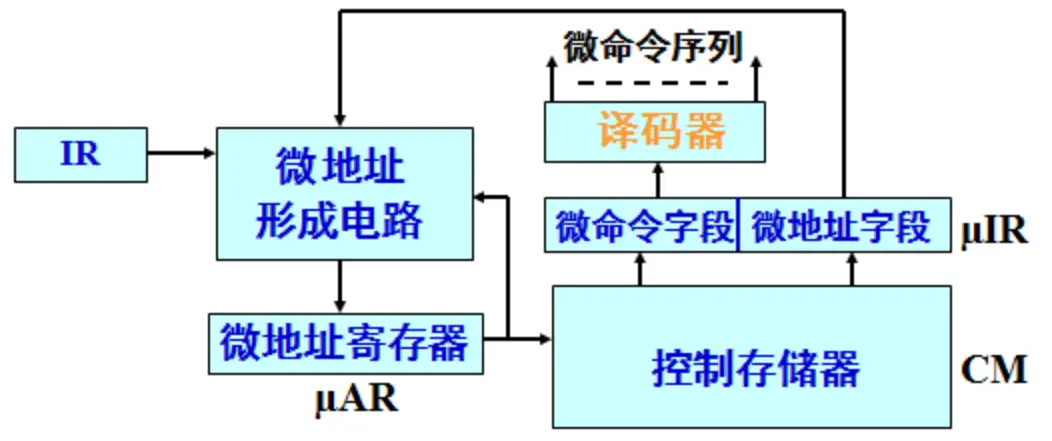 微命令序列
译码器
IR
微地址
形成电路
微命令字段
微地址字段
μIR
微地址寄存器
μAR
控制存储器
CM